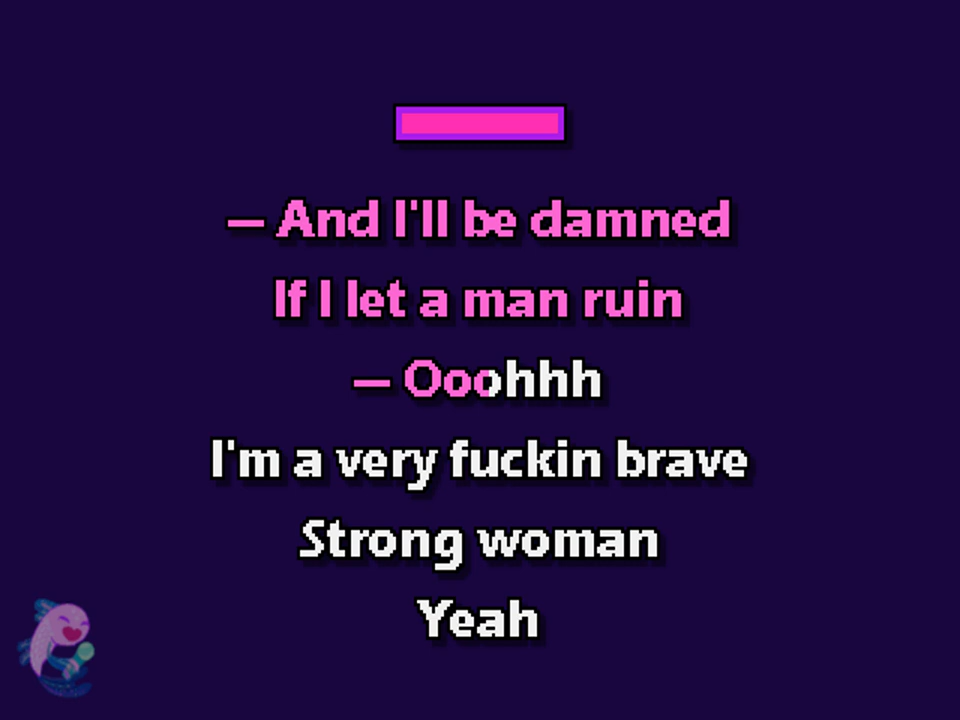 — And I'll be damned
If I let a man ruin
— Ooohhh
I'm a very fuckin brave
Strong woman
Yeah